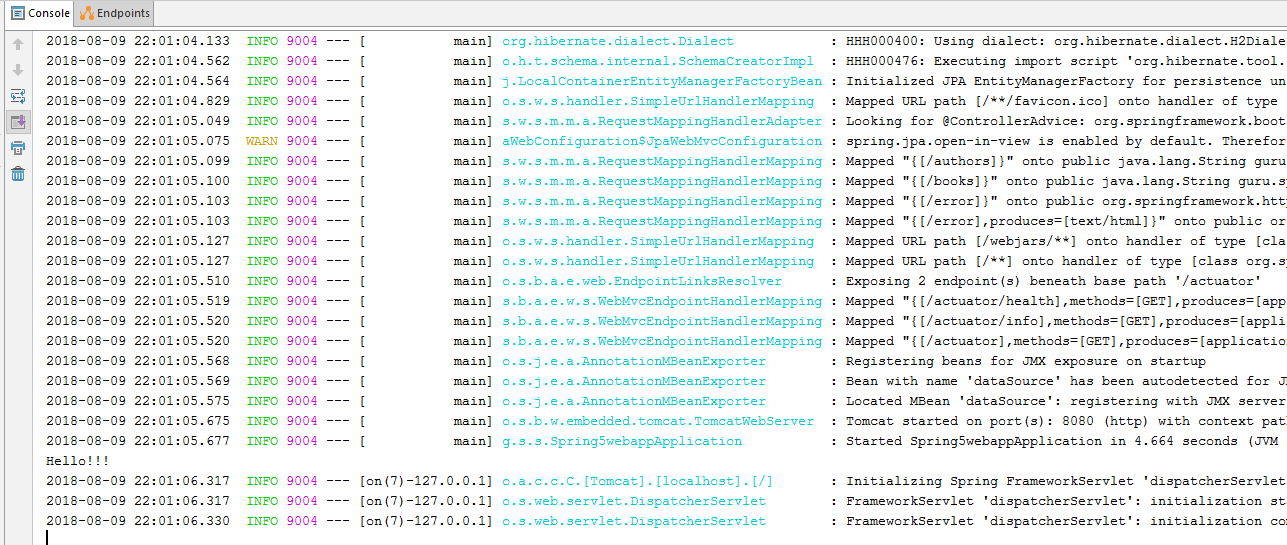 Console Endpoints
2018-08-09 22:01:04.133  INFO 9004 --- [           main] org.hibernate.dialect.Dialect            : HHH000400: Using dialect: org.hibernate.dialect.H2Diale
2018-08-09 22:01:04.562  INFO 9004 --- [           main] o.h.t.schema.internal.SchemaCreatorImpl  : HHH000476: Executing import script 'org.hibernate.tool.
2018-08-09 22:01:04.564  INFO 9004 --- [           main] j.LocalContainerEntityManagerFactoryBean : Initialized JPA EntityManagerFactory for persistence un
2018-08-09 22:01:04.829  INFO 9004 --- [           main] o.s.w.s.handler.SimpleUrlHandlerMapping  : Mapped URL path [/**/favicon.ico] onto handler of type
2018-08-09 22:01:05.049  INFO 9004 --- [           main] s.w.s.m.m.a.RequestMappingHandlerAdapter : Looking for @ControllerAdvice: org.springframework.boot
2018-08-09 22:01:05.075  WARN 9004 --- [           main] aWebConfiguration$JpaWebMvcConfiguration : spring.jpa.open-in-view is enabled by default. Therefor
2018-08-09 22:01:05.099  INFO 9004 --- [           main] s.w.s.m.m.a.RequestMappingHandlerMapping : Mapped "{[/authors]}" onto public java.lang.String guru
2018-08-09 22:01:05.100  INFO 9004 --- [           main] s.w.s.m.m.a.RequestMappingHandlerMapping : Mapped "{[/books]}" onto public java.lang.String guru.sp
2018-08-09 22:01:05.103  INFO 9004 --- [           main] s.w.s.m.m.a.RequestMappingHandlerMapping : Mapped "{[/error]}" onto public org.springframework.htt
2018-08-09 22:01:05.103  INFO 9004 --- [           main] s.w.s.m.m.a.RequestMappingHandlerMapping : Mapped "{[/error],produces=[text/html]}" onto public or
2018-08-09 22:01:05.127  INFO 9004 --- [           main] o.s.w.s.handler.SimpleUrlHandlerMapping  : Mapped URL path [/webjars/**] onto handler of type [cla
2018-08-09 22:01:05.127  INFO 9004 --- [           main] o.s.w.s.handler.SimpleUrlHandlerMapping  : Mapped URL path [/**] onto handler of type [class org.s
2018-08-09 22:01:05.510  INFO 9004 --- [           main] o.s.b.a.e.web.EndpointLinksResolver      : Exposing 2 endpoint(s) beneath base path '/actuator'
2018-08-09 22:01:05.519  INFO 9004 --- [           main] s.b.a.e.w.s.WebMvcEndpointHandlerMapping : Mapped "{[/actuator/health],methods=[GET],produces=[app
2018-08-09 22:01:05.520  INFO 9004 --- [           main] s.b.a.e.w.s.WebMvcEndpointHandlerMapping : Mapped "{[/actuator/info],methods=[GET],produces=[appli
2018-08-09 22:01:05.520  INFO 9004 --- [           main] s.b.a.e.w.s.WebMvcEndpointHandlerMapping : Mapped "{[/actuator],methods=[GET],produces=[application
2018-08-09 22:01:05.568  INFO 9004 --- [           main] o.s.j.e.a.AnnotationMBeanExporter        : Registering beans for JMX exposure on startup
2018-08-09 22:01:05.569  INFO 9004 --- [           main] o.s.j.e.a.AnnotationMBeanExporter        : Bean with name 'dataSource' has been autodetected for J
2018-08-09 22:01:05.575  INFO 9004 --- [           main] o.s.j.e.a.AnnotationMBeanExporter        : Located MBean 'dataSource': registering with JMX server
2018-08-09 22:01:05.675  INFO 9004 --- [           main] o.s.b.w.embedded.tomcat.TomcatWebServer  : Tomcat started on port(s): 8080 (http) with context pat
2018-08-09 22:01:05.677  INFO 9004 --- [           main] g.s.s.Spring5webappApplication           : Started Spring5webappApplication in 4.664 seconds (JVM
Hello!!!
2018-08-09 22:01:06.317  INFO 9004 --- [on(7)-127.0.0.1] o.a.c.c.C.[Tomcat].[localhost].[/]       : Initializing Spring FrameworkServlet 'dispatcherServlet
2018-08-09 22:01:06.317  INFO 9004 --- [on(7)-127.0.0.1] o.s.web.servlet.DispatcherServlet        : FrameworkServlet 'dispatcherServlet': initialization st
2018-08-09 22:01:06.330  INFO 9004 --- [on(7)-127.0.0.1] o.s.web.servlet.DispatcherServlet        : FrameworkServlet 'dispatcherServlet': initialization co